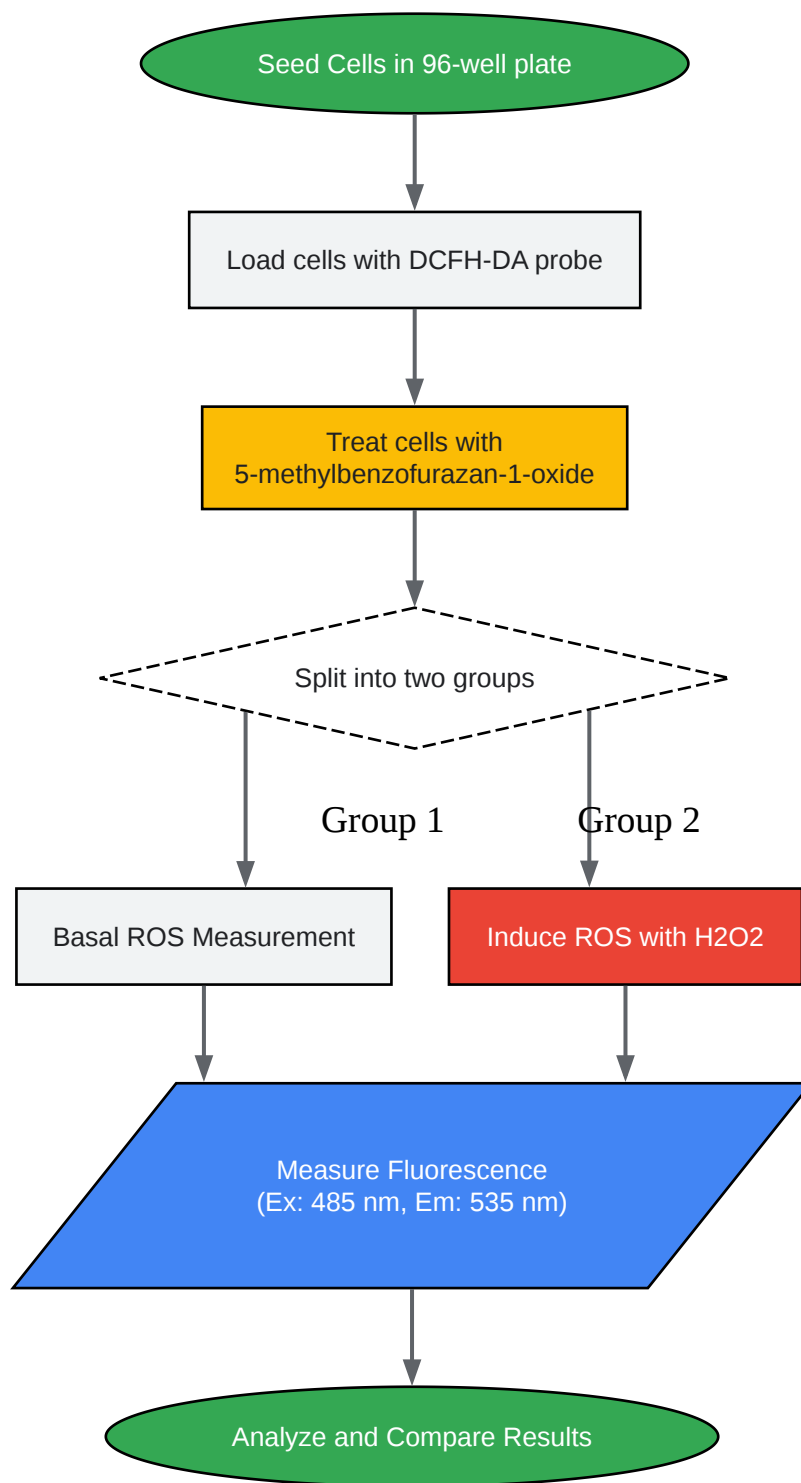 Seed Cells in 96-well plate
Load cells with DCFH-DA probe
Treat cells with
5-methylbenzofurazan-1-oxide
Split into two groups
Group 1
Group 2
Basal ROS Measurement
Induce ROS with H2O2
Measure Fluorescence
(Ex: 485 nm, Em: 535 nm)
Analyze and Compare Results